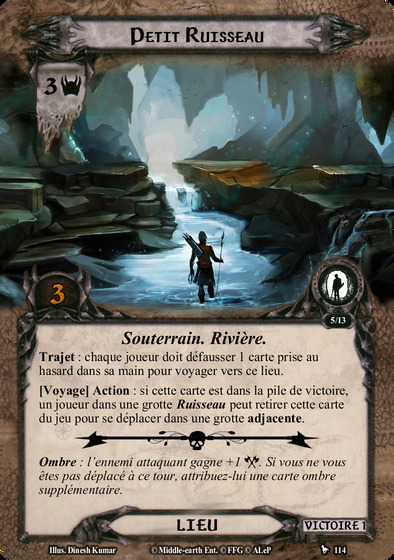 Petit Ruisseau
3
3
5/13
Souterrain. Rivière.
Trajet : chaque joueur doit défausser 1 carte prise au
hasard dans sa main pour voyager vers ce lieu.
[Voyage] Action : si cette carte est dans la pile de victoire,
un joueur dans une grotte Ruisseau peut retirer cette carte
du jeu pour se déplacer dans une grotte adjacente.
Ombre : l'ennemi attaquant gagne +1 . Si vous ne vous
êtes pas déplacé à ce tour, attribuez-lui une carte ombre
supplémentaire.
LIEU
VICTOIRE 1
Illus. Dinesh Kumar
© Middle-earth Ent. © FFG © ALeP
114